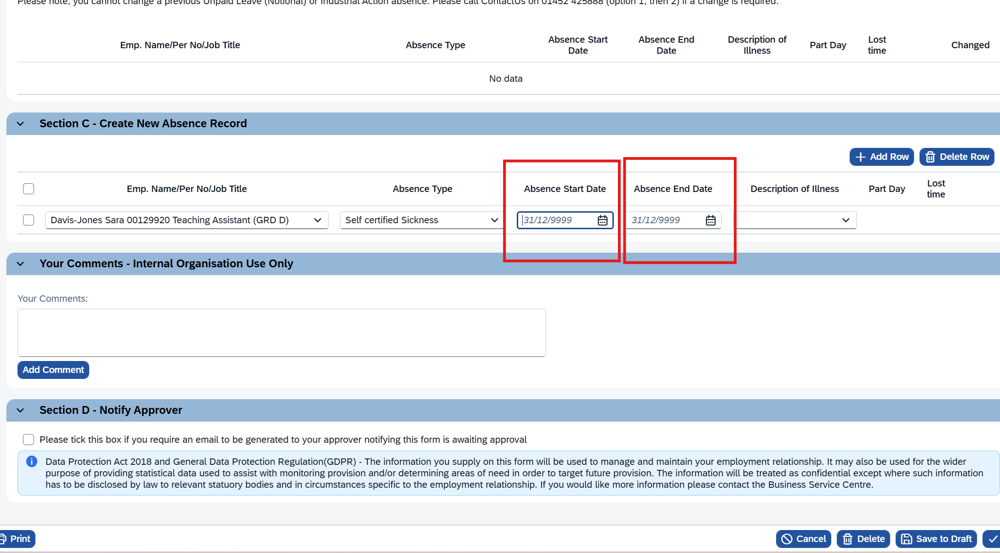 Please note, you cannot change a previous Unpaid Leave (Notional) or Industrial Action absence. Please call ContactUs on 01452 425888 (option 1, then 2) if a change is required.
Emp. Name/Per No/Job Title Absence Type Absence Start Date Absence End Date Description of Illness Part Day Lost time Changed
No data
Section C - Create New Absence Record
Add Row Delete Row
Emp. Name/Per No/Job Title Absence Type Absence Start Date Absence End Date Description of Illness Part Day Lost time
Davis-Jones Sara 00129920 Teaching Assistant (GRD D) Self certified Sickness 31/12/9999 31/12/9999
Your Comments - Internal Organisation Use Only
Your Comments:
Add Comment
Section D - Notify Approver
Please tick this box if you require an email to be generated to your approver notifying this form is awaiting approval
Data Protection Act 2018 and General Data Protection Regulation(GDPR) - The information you supply on this form will be used to manage and maintain your employment relationship. It may also be used for the wider
purpose of providing statistical data used to assist with monitoring provision and/or determining areas of need in order to target future provision. The information will be treated as confidential except where such information
has to be disclosed by law to relevant statuory bodies and in circumstances specific to the employment relationship. If you would like more information please contact the Business Service Centre.
Print Cancel Delete Save to Draft